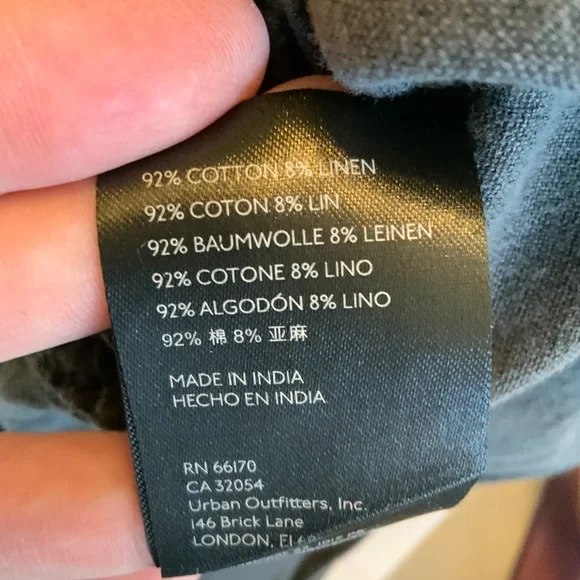 92% COTTON 8% LINEN
92% COTON 8% LIN
92% BAUMWOLLE 8% LEINEN
92% COTONE 8% LINO
92% ALGODÓN 8% LINO
92% 棉 8% 亚麻
MADE IN INDIA
HECHO EN INDIA
RN 66170
CA 32054
Urban Outfitters, Inc.
146 Brick Lane
LONDON,